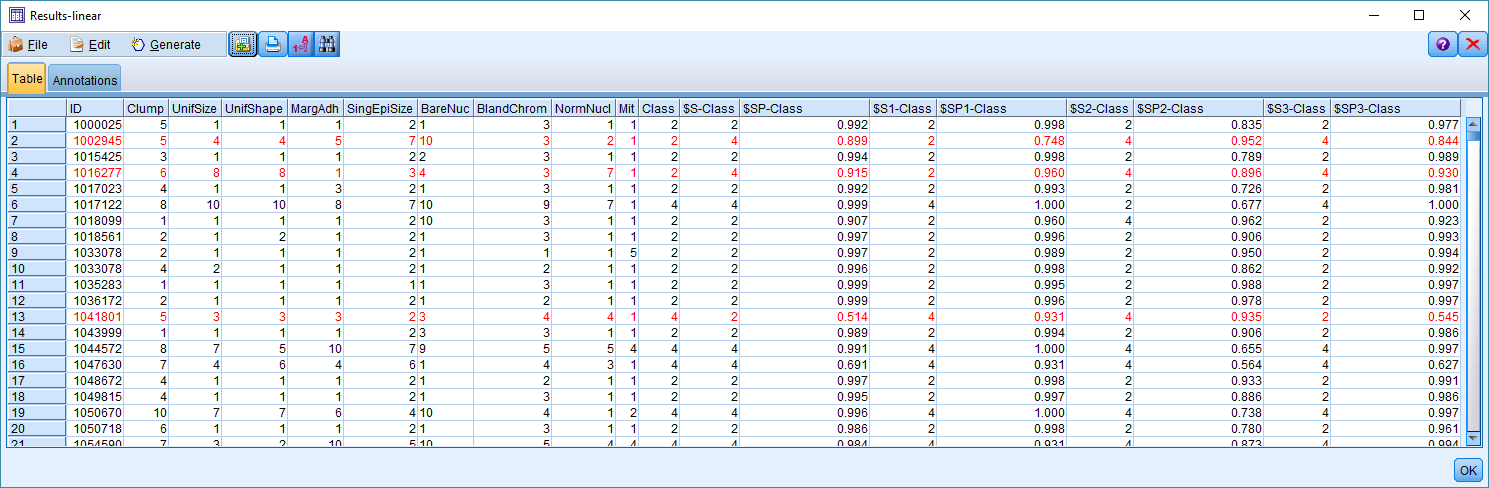 Results-linear
File Edit Generate
Table Annotations
ID Clump UnifSize UnifShape MargAdh SingEpiSize BareNuc BlandChrom NormNucl Mit Class $S-Class $SP-Class $S1-Class $SP1-Class $S2-Class $SP2-Class $S3-Class $SP3-Class
1 1000025 5 1 1 1 2 1 3 1 1 2 2 0.992 2 0.998 2 0.835 2 0.977
2 1002945 5 4 4 5 7 10 3 2 1 2 4 0.899 2 0.748 4 0.952 4 0.844
3 1015425 3 1 1 1 2 2 3 1 1 2 2 0.994 2 0.998 2 0.789 2 0.989
4 1016277 6 8 8 1 3 4 3 7 1 2 4 0.915 2 0.960 4 0.896 4 0.930
5 1017023 4 1 1 3 2 1 3 1 1 2 2 0.992 2 0.993 2 0.726 2 0.981
6 1017122 8 10 10 8 7 10 9 7 1 4 4 0.999 4 1.000 2 0.677 4 1.000
7 1018099 1 1 1 1 2 10 3 1 1 2 2 0.907 2 0.960 4 0.962 2 0.923
8 1018561 2 1 2 1 2 1 3 1 1 2 2 0.997 2 0.996 2 0.906 2 0.993
9 1033078 2 1 1 1 2 1 1 1 5 2 2 0.997 2 0.989 2 0.950 2 0.994
10 1033078 4 2 1 1 2 1 2 1 1 2 2 0.996 2 0.998 2 0.862 2 0.992
11 1035283 1 1 1 1 1 1 3 1 1 2 2 0.999 2 0.995 2 0.988 2 0.997
12 1036172 2 1 1 1 2 1 2 1 1 2 2 0.999 2 0.996 2 0.978 2 0.997
13 1041801 5 3 3 3 2 3 4 4 1 4 2 0.514 4 0.931 4 0.935 2 0.545
14 1043999 1 1 1 1 2 3 3 1 1 2 2 0.989 2 0.994 2 0.906 2 0.986
15 1044572 8 7 5 10 7 9 5 5 4 4 4 0.991 4 1.000 4 0.655 4 0.997
16 1047630 7 4 6 4 6 1 4 3 1 4 4 0.691 4 0.931 4 0.564 4 0.627
17 1048672 4 1 1 1 2 1 2 1 1 2 2 0.997 2 0.998 2 0.933 2 0.991
18 1049815 4 1 1 1 2 1 3 1 1 2 2 0.995 2 0.997 2 0.886 2 0.986
19 1050670 10 7 7 6 4 10 4 1 2 4 4 0.996 4 1.000 4 0.738 4 0.997
20 1050718 6 1 1 1 2 1 3 1 1 2 2 0.986 2 0.998 2 0.780 2 0.961
21 1054590 7 3 2 10 5 10 5 4 4 4 4 0.984 4 0.931 4 0.873 4 0.994
OK